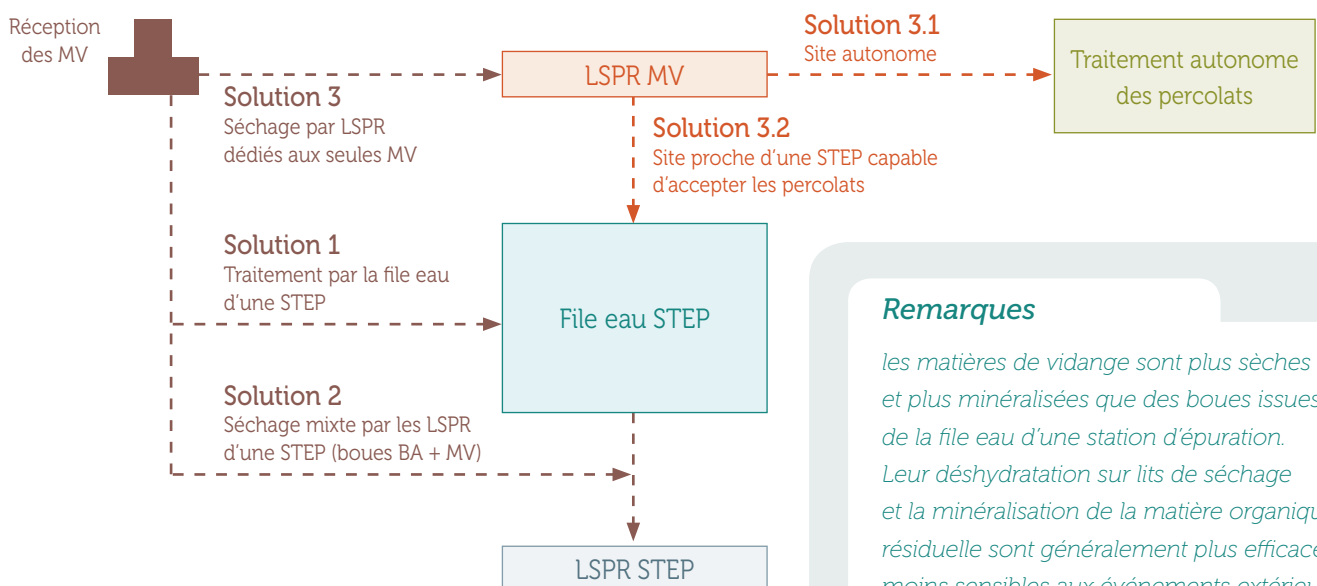 Réception
des MV
Solution 3
Séchage par LSPR
dédiés aux seules MV
LSPR MV
Solution 3.1
Site autonome
Traitement autonome
des percolats
Solution 3.2
Site proche d'une STEP capable
d'accepter les percolats
Solution 1
Traitement par la file eau
d'une STEP
File eau STEP
Solution 2
Séchage mixte par les LSPR
d'une STEP (boues BA + MV)
LSPR STEP
Remarques
les matières de vidange sont plus sèches
et plus minéralisées que des boues issues
de la file eau d'une station d'épuration.
Leur déshydratation sur lits de séchage
et la minéralisation de la matière
résiduelle sont généralement plus
moins sensibles aux événements